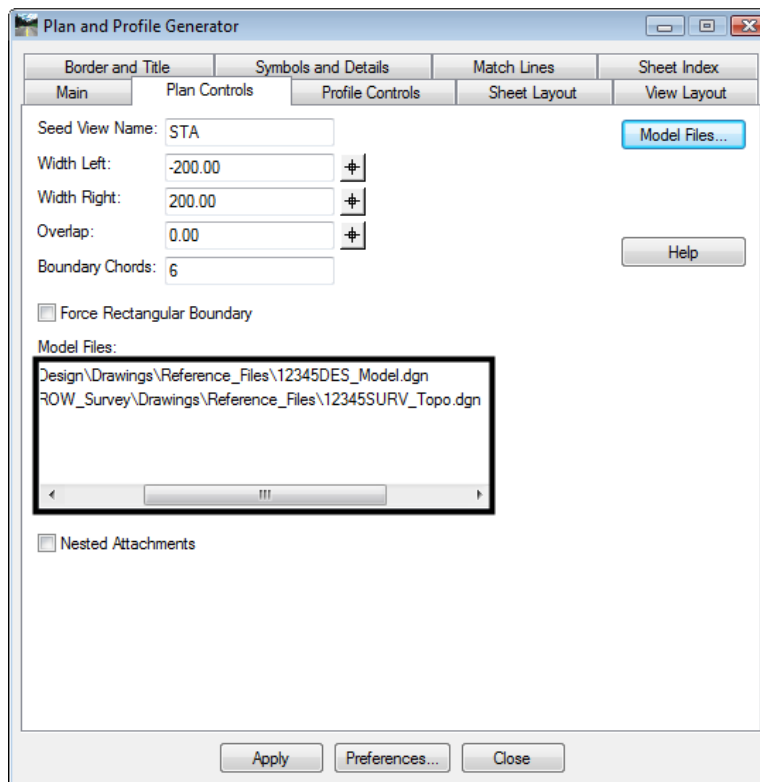 Plan and Profile Generator
Border and Title Symbols and Details Match Lines Sheet Index
Main Plan Controls Profile Controls Sheet Layout View Layout
Seed View Name: STA Model Files...
Width Left: -200.00
Width Right: 200.00
Overlap: 0.00
Help
Boundary Chords: 6
Force Rectangular Boundary
Model Files:
Design\Drawings\Reference_Files\12345DES_Model.dgn
ROW_Survey\Drawings\Reference_Files\12345SURV_Topo.dgn
Nested Attachments
Apply Preferences... Close